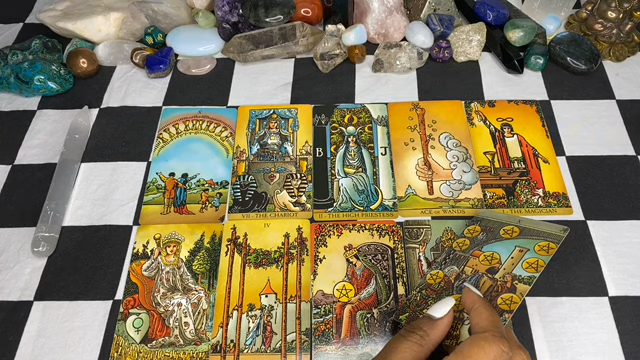 VII - THE CHARIOT
B J
II - THE HIGH PRIESTESS
ACE of WANDS
I - THE MAGICIAN
IV